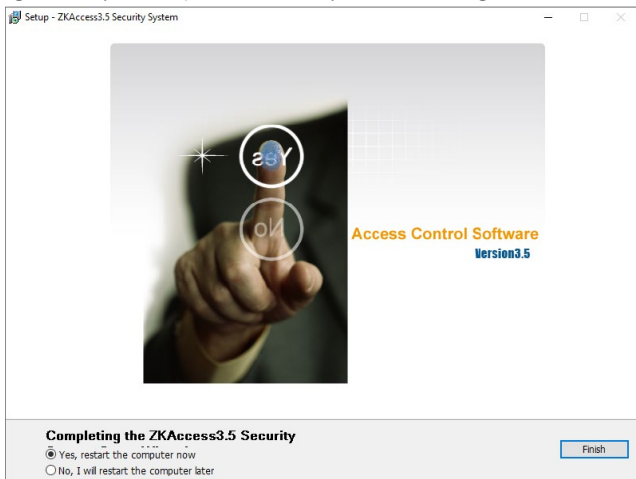 Setup - ZKAccess3.5 Security System
Yes
No
Access Control Software
Version3.5
Completing the ZKAccess3.5 Security
Yes, restart the computer now
No, I will restart the computer later
Finish